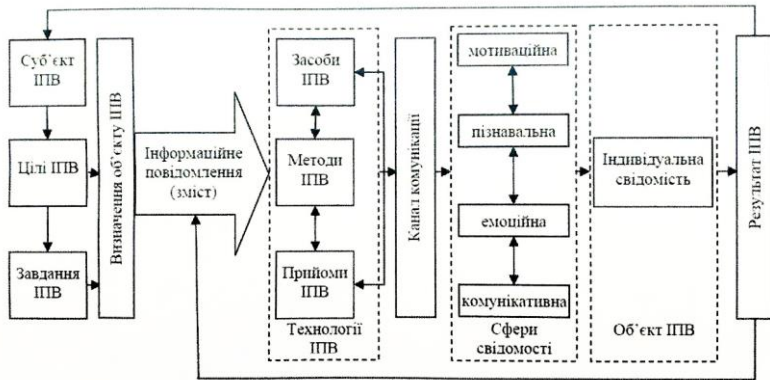 Суб’єкт
ІПВ
Цілі ІПВ
Завдання
ІПВ
Визначення об’єкту ІПВ
Інформаційне
повідомлення
(зміст)
Засоби
ІПВ
Методи
ІПВ
Прийоми
ІПВ
Технології
ІПВ
Канал комунікації
мотиваційна
пізнавальна
емоційна
комунікативна
Сфери
свідомості
Індивідуальна
свідомість
Об’єкт ІПВ
Результат ІПВ